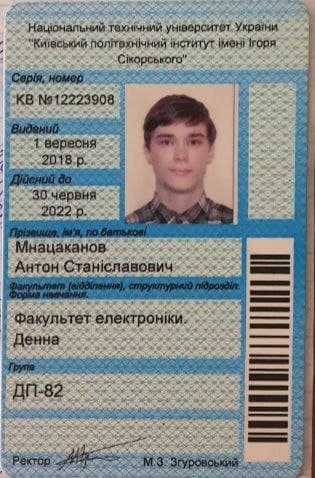 Національний технічний університет України
"Київський політехнічний інститут імені Ігоря
Сікорського"
Серія, номер
КВ №12223908
Виданий
1 вересня
2018 р.
Дійсний до
30 червня
2022 р.
Прізвище, ім'я, по батькові
Мнацаканов
Антон Станіславович
Факультет (відділення), структурний підрозділ.
Форма навчання.
Факультет електроніки.
Денна
Група
ДП-82
Ректор
М.З. Згуровський